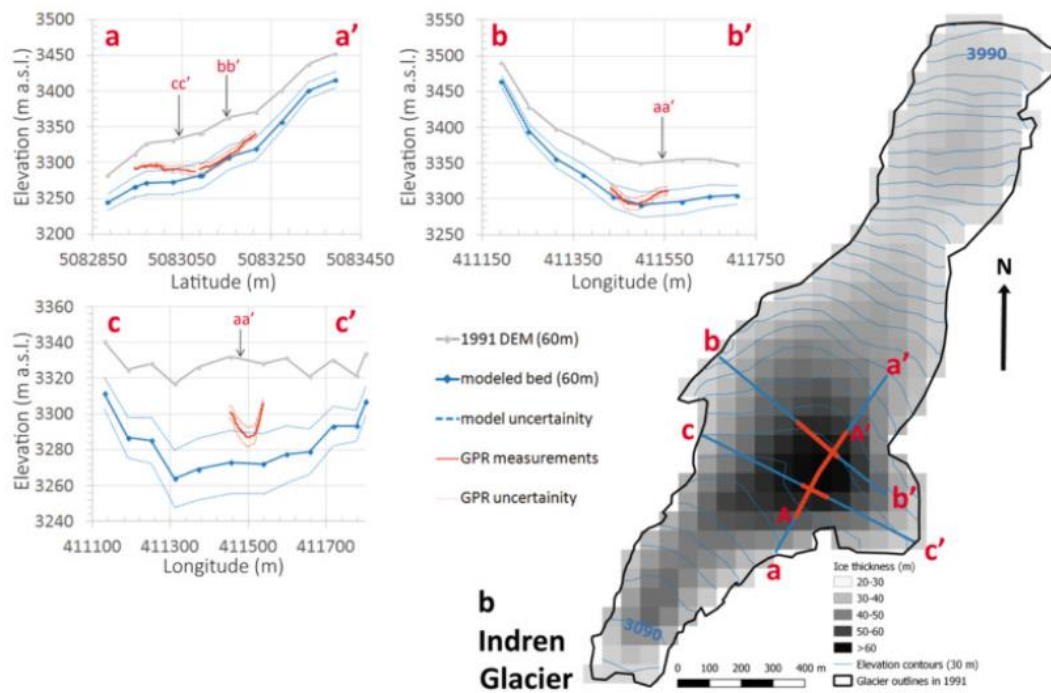 a
a'
3500
3450
3400
3350
3300
3250
3200
Elevation (m a.s.l.)
cc'
bb'
5082850
5083050
5083250
5083450
Latitude (m)
b
b'
3550
3500
3450
3400
3350
3300
3250
Elevation (m a.s.l.)
aa'
411150
411350
411550
411750
Longitude (m)
c
c'
3360
3340
3320
3300
3280
3260
3240
Elevation (m a.s.l.)
aa'
411100
411300
411500
411700
Longitude (m)
1991 DEM (60m)
modeled bed (60m)
model uncertainity
GPR measurements
GPR uncertainity
3990
N
b
a'
c
A'
b'
A
c'
a
3090
b
Indren
Glacier
Ice thickness (m)
20-30
30-40
40-50
50-60
>60
Elevation contours (30 m)
Glacier outlines in 1991
0 100 200 300 400 m